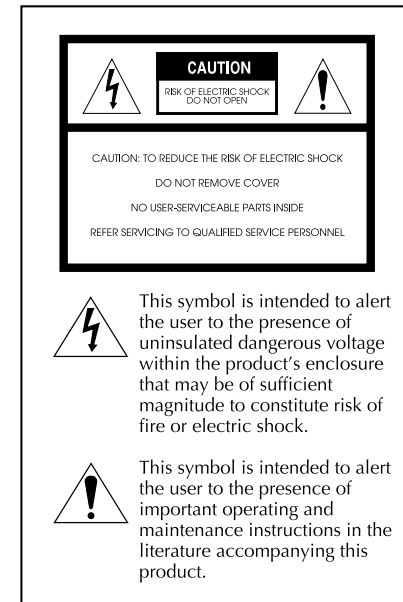 CAUTION
RISK OF ELECTRIC SHOCK
DO NOT OPEN
CAUTION: TO REDUCE THE RISK OF ELECTRIC SHOCK
DO NOT REMOVE COVER
NO USER-SERVICEABLE PARTS INSIDE
REFER SERVICING TO QUALIFIED SERVICE PERSONNEL
This symbol is intended to alert
the user to the presence of
uninsulated dangerous voltage
within the product's enclosure
that may be of sufficient
magnitude to constitute risk of
fire or electric shock.
This symbol is intended to alert
the user to the presence of
important operating and
maintenance instructions in the
literature accompanying this
product.